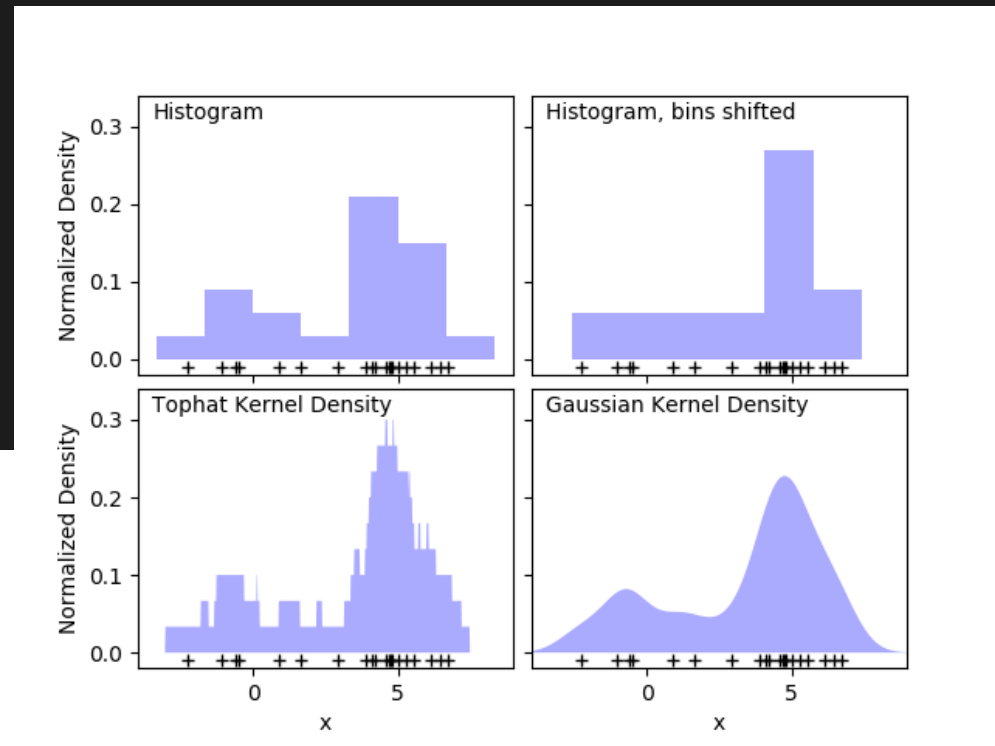 Histogram
Histogram, bins shifted
Normalized Density
0.3
0.2
0.1
0.0
Tophat Kernel Density
Gaussian Kernel Density
Normalized Density
0.3
0.2
0.1
0.0
0
5
0
5
x
x